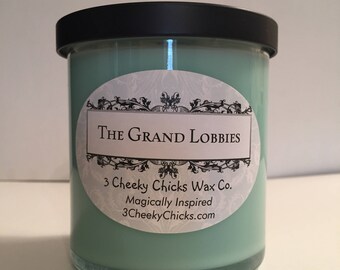 The Grand Lobbies
3 Cheeky Chicks Wax Co.
Magically Inspired
3CheekyChicks.com